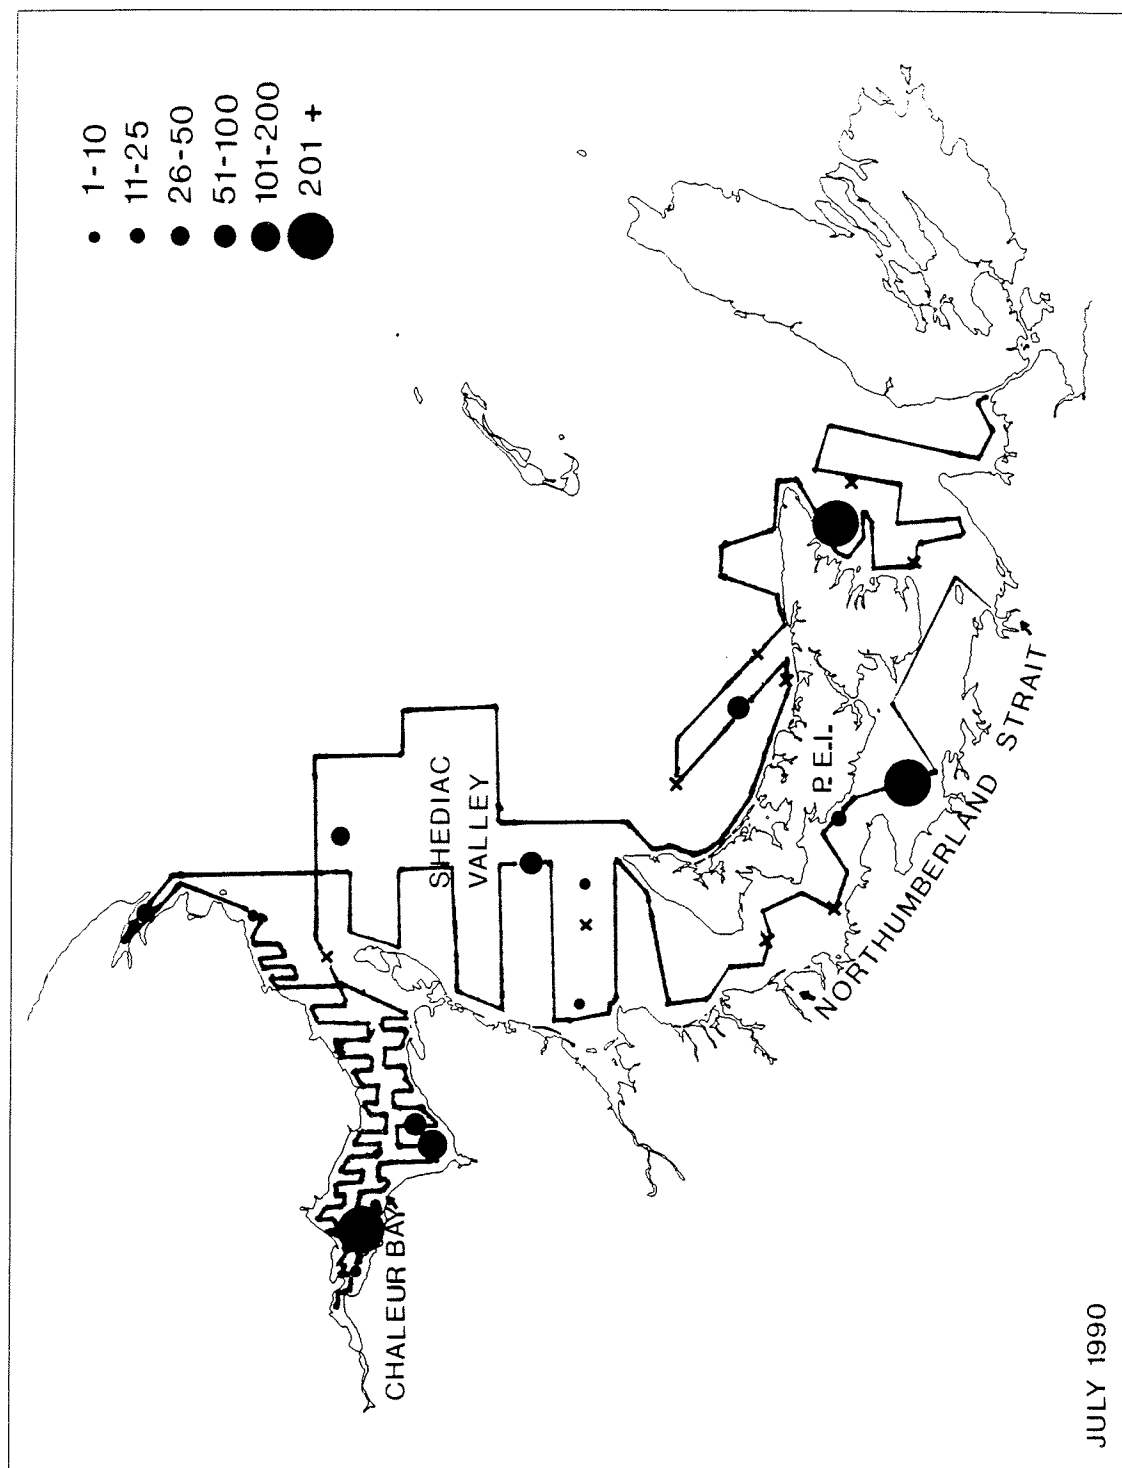 1-10
11-25
26-50
51-100
101-200
201 +
SHEDIAC
VALLEY
P.E.I.
NORTHUMBERLAND STRAIT
CHALEUR BAY
JULY 1990